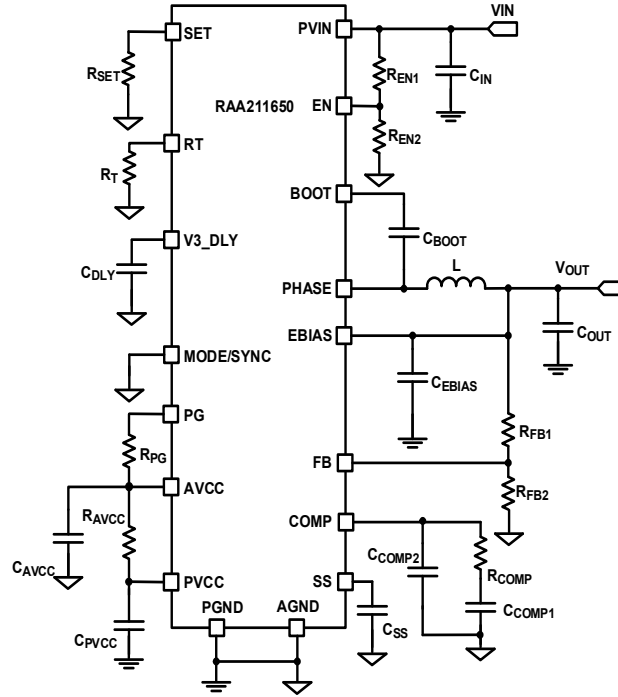 SET
PVIN
VIN
RSET
REN1
CIN
RAA211650
EN
RT
REN2
RT
BOOT
V3_DLY
CBOOT
CDLY
L
VOUT
PHASE
EBIAS
COUT
MODE/SYNC
CEBIAS
PG
RFB1
RPG
FB
AVCC
RFB2
RAVCC
COMP
CAVCC
CCOMP2
RCOMP
PVCC
SS
PGND
AGND
CCOMP1
CPVCC
CSS